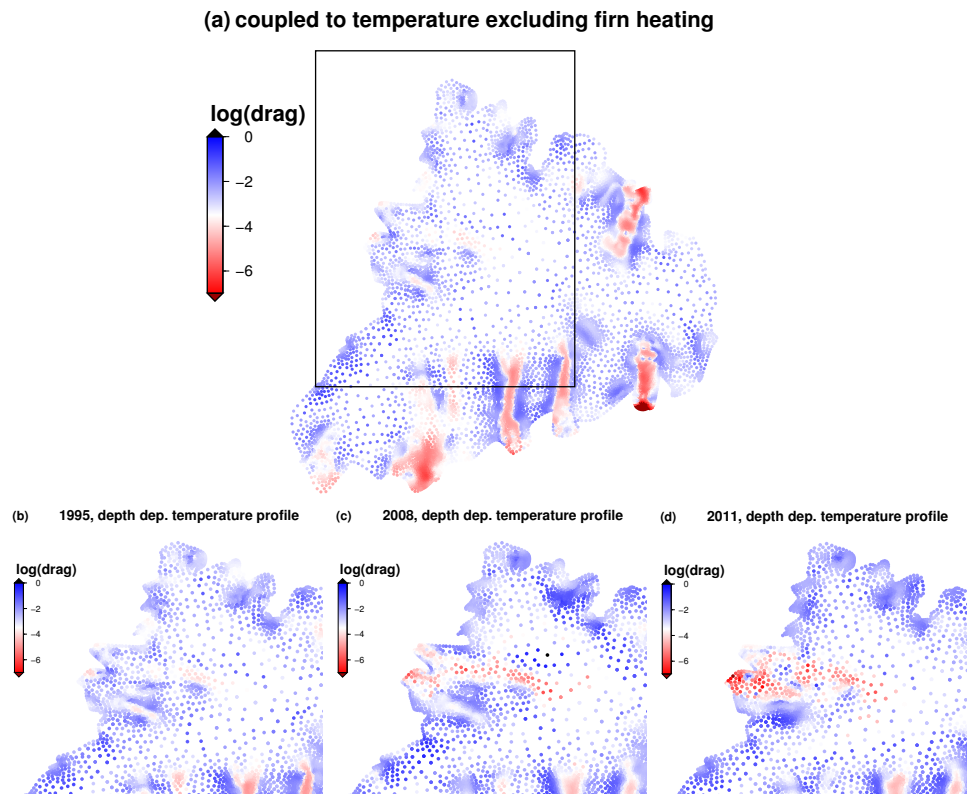 (a) coupled to temperature excluding firn heating
log(drag)
0
−2
−4
−6
(b) 1995, depth dep. temperature profile
(c) 2008, depth dep. temperature profile
(d) 2011, depth dep. temperature profile
log(drag)
0
−2
−4
−6
log(drag)
0
−2
−4
−6
log(drag)
0
−2
−4
−6